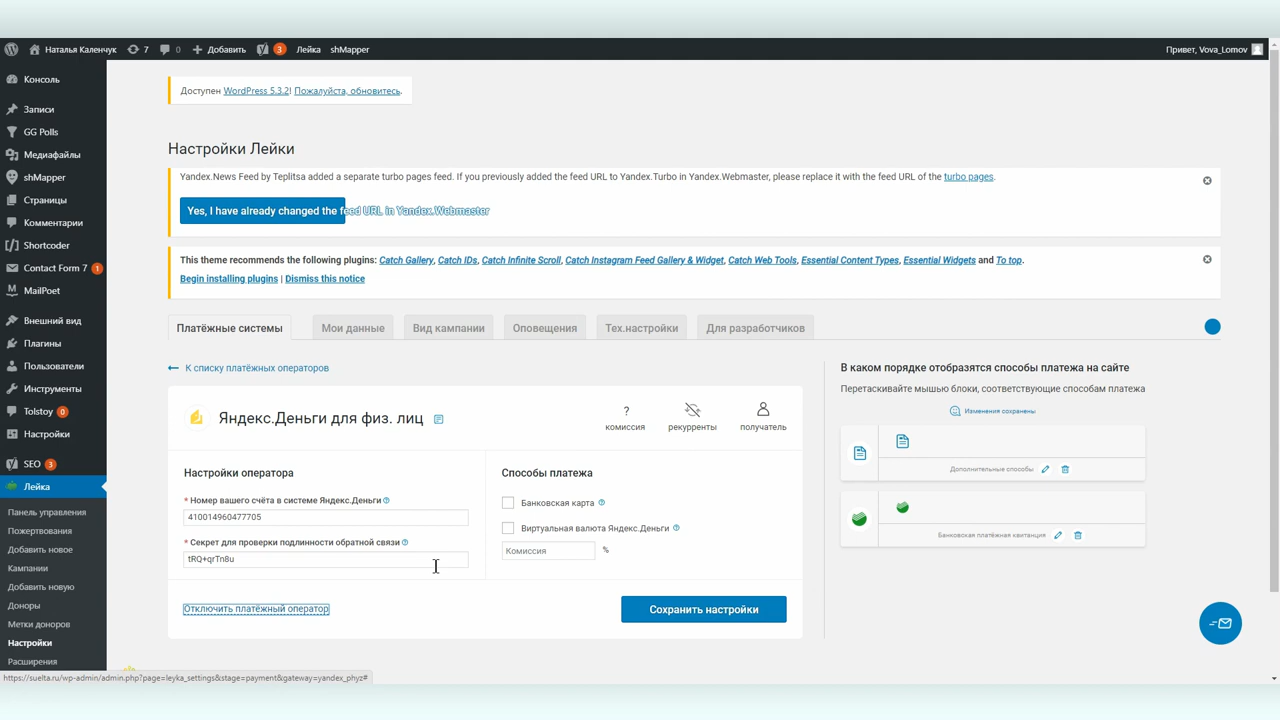 Наталья Каленчук
7
0
Добавить
3
Лейка
shMapper
Привет, Vova_Lomov
Консоль
Записи
GG Polls
Медиафайлы
shMapper
Страницы
Комментарии
Shortcoder
Contact Form 7 1
MailPoet
Внешний вид
Плагины
Пользователи
Инструменты
Tolstoy 0
Настройки
SEO 3
Лейка
Панель управления
Пожертвования
Добавить новое
Кампании
Добавить новую
Доноры
Метки доноров
Настройки
Расширения
Доступен WordPress 5.3.2! Пожалуйста, обновитесь.
Настройки Лейки
Yandex.News Feed by Teplitsa added a separate turbo pages feed. If you previously added the feed URL to Yandex.Turbo in Yandex.Webmaster, please replace it with the feed URL of the turbo pages.
Yes, I have already changed the feed URL in Yandex.Webmaster
This theme recommends the following plugins: Catch Gallery, Catch IDs, Catch Infinite Scroll, Catch Instagram Feed Gallery & Widget, Catch Web Tools, Essential Content Types, Essential Widgets and To top.
Begin installing plugins | Dismiss this notice
Платёжные системы
Мои данные
Вид кампании
Оповещения
Тех.настройки
Для разработчиков
К списку платёжных операторов
Яндекс.Деньги для физ. лиц
?
комиссия
рекурренты
получатель
Настройки оператора
* Номер вашего счёта в системе Яндекс.Деньги
410014960477705
* Секрет для проверки подлинности обратной связи
tRQ+qrTn8u
Способы платежа
Банковская карта
Виртуальная валюта Яндекс.Деньги
Комиссия %
Отключить платёжный оператор
Сохранить настройки
В каком порядке отобразятся способы платежа на сайте
Перетаскивайте мышью блоки, соответствующие способам платежа
Изменения сохранены
Дополнительные способы
Банковская платёжная квитанция
https://suelta.ru/wp-admin/admin.php?page=leyka_settings&stage=payment&gateway=yandex_phyz#